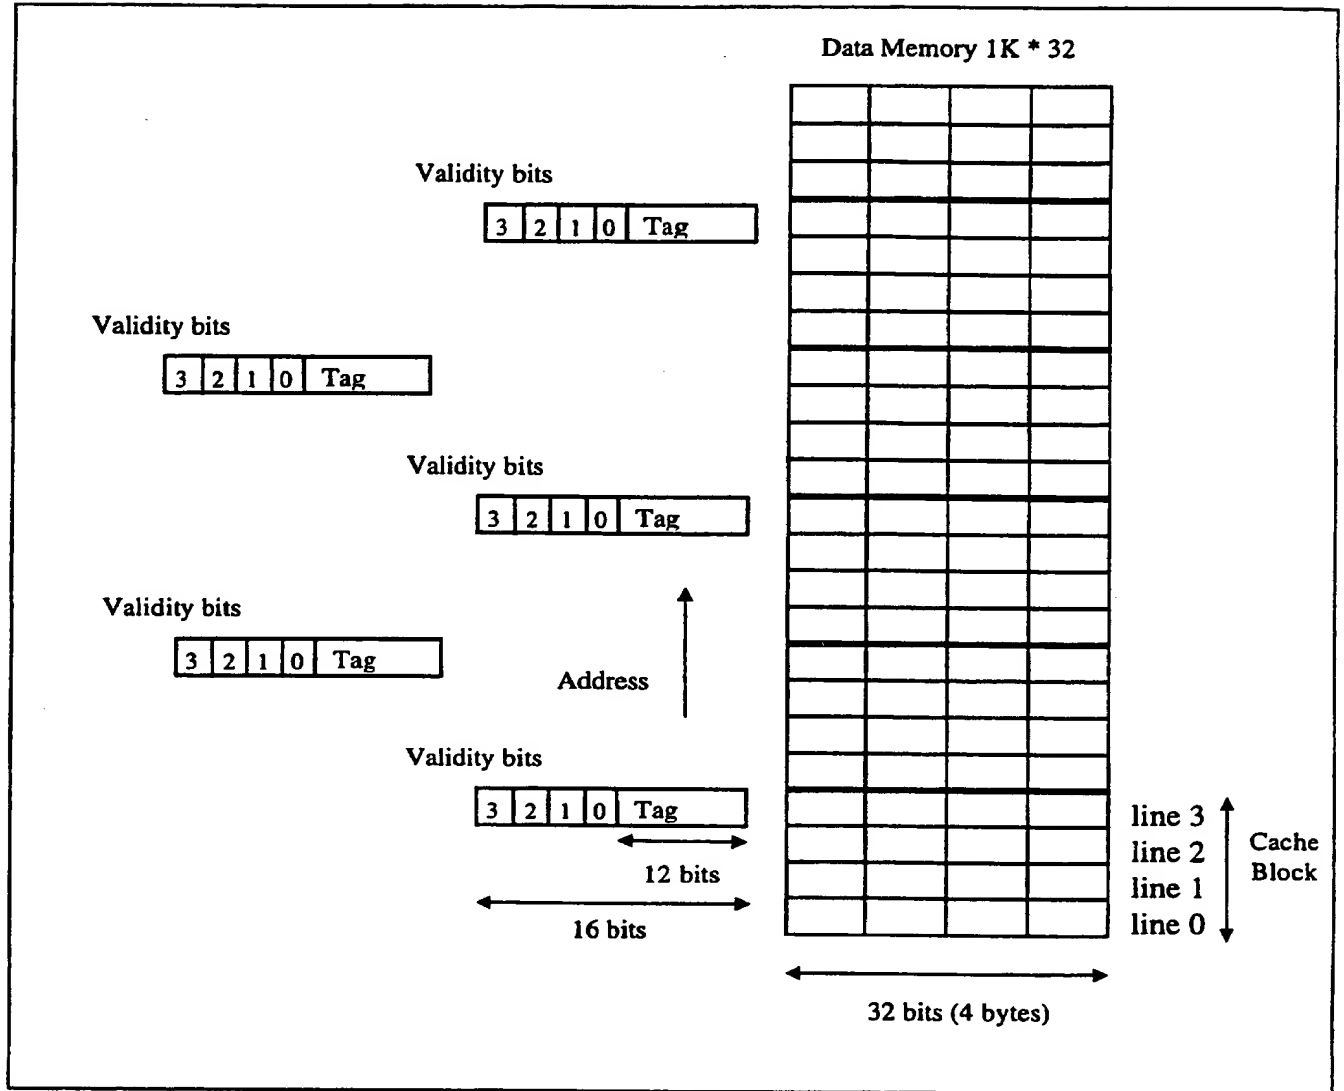 Data Memory 1K * 32
Validity bits
3 2 1 0 Tag
Validity bits
3 2 1 0 Tag
Validity bits
3 2 1 0 Tag
Validity bits
3 2 1 0 Tag
Address
Validity bits
3 2 1 0 Tag
12 bits
16 bits
line 3
line 2
line 1
line 0
Cache
Block
32 bits (4 bytes)